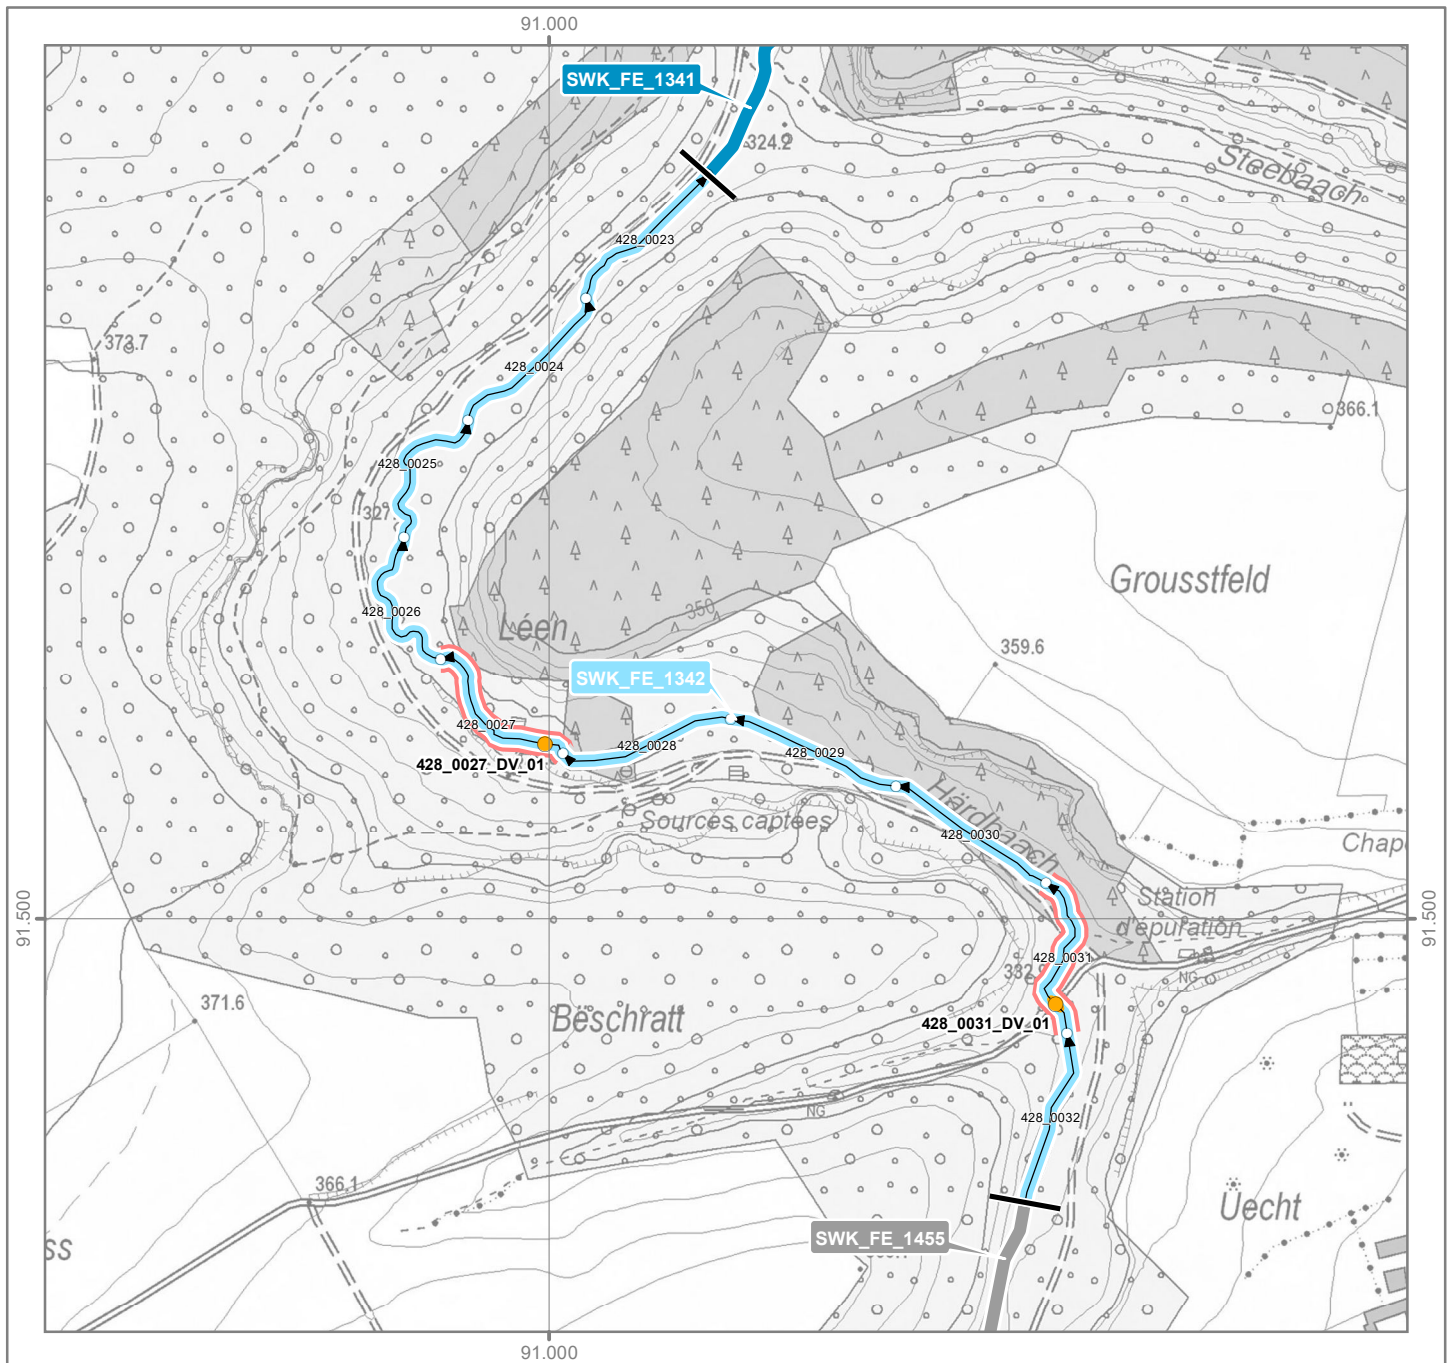 91.000
SWK_FE_1341
324.2
Steebaach
428_0023
373.7
428_0024
366.1
428_0025
327.
Grousstfeld
350
428_0026
Léen
359.6
SWK_FE_1342
428_0027
428_0028
428_0029
428_0027_DV_01
Härdbaach
Sources captées
428_0030
Chap
Station
d'épuration
91.500
91.500
428_0031
332.
NG
371.6
Bëschratt
428_0031_DV_01
NG
428_0032
366.1
Uecht
SWK_FE_1455
ss
91.000